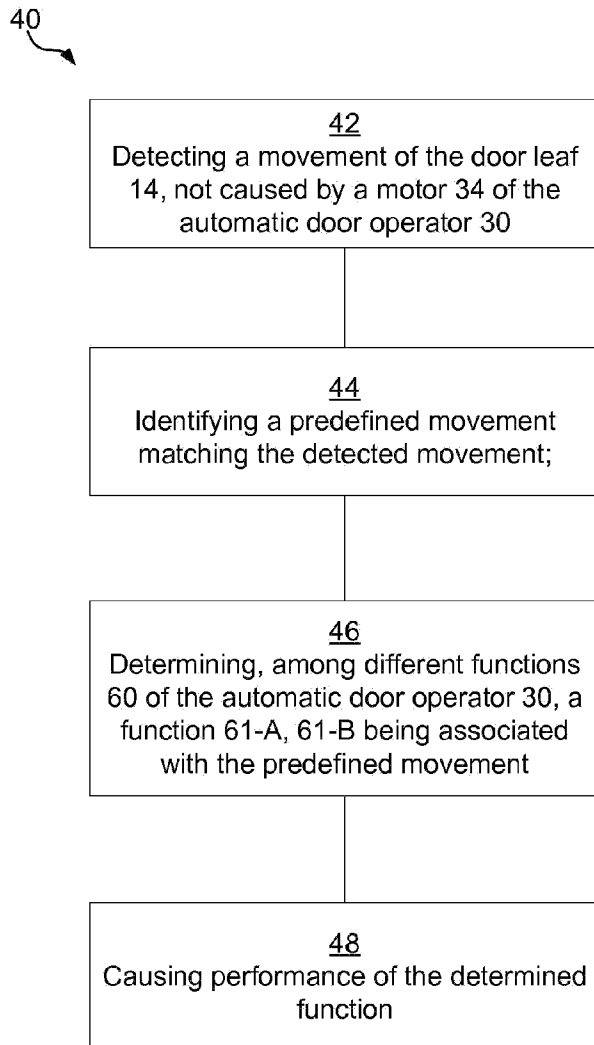 40
42
Detecting a movement of the door leaf
14, not caused by a motor 34 of the
automatic door operator 30
44
Identifying a predefined movement
matching the detected movement;
46
Determining, among different functions
60 of the automatic door operator 30, a
function 61-A, 61-B being associated
with the predefined movement
48
Causing performance of the determined
function